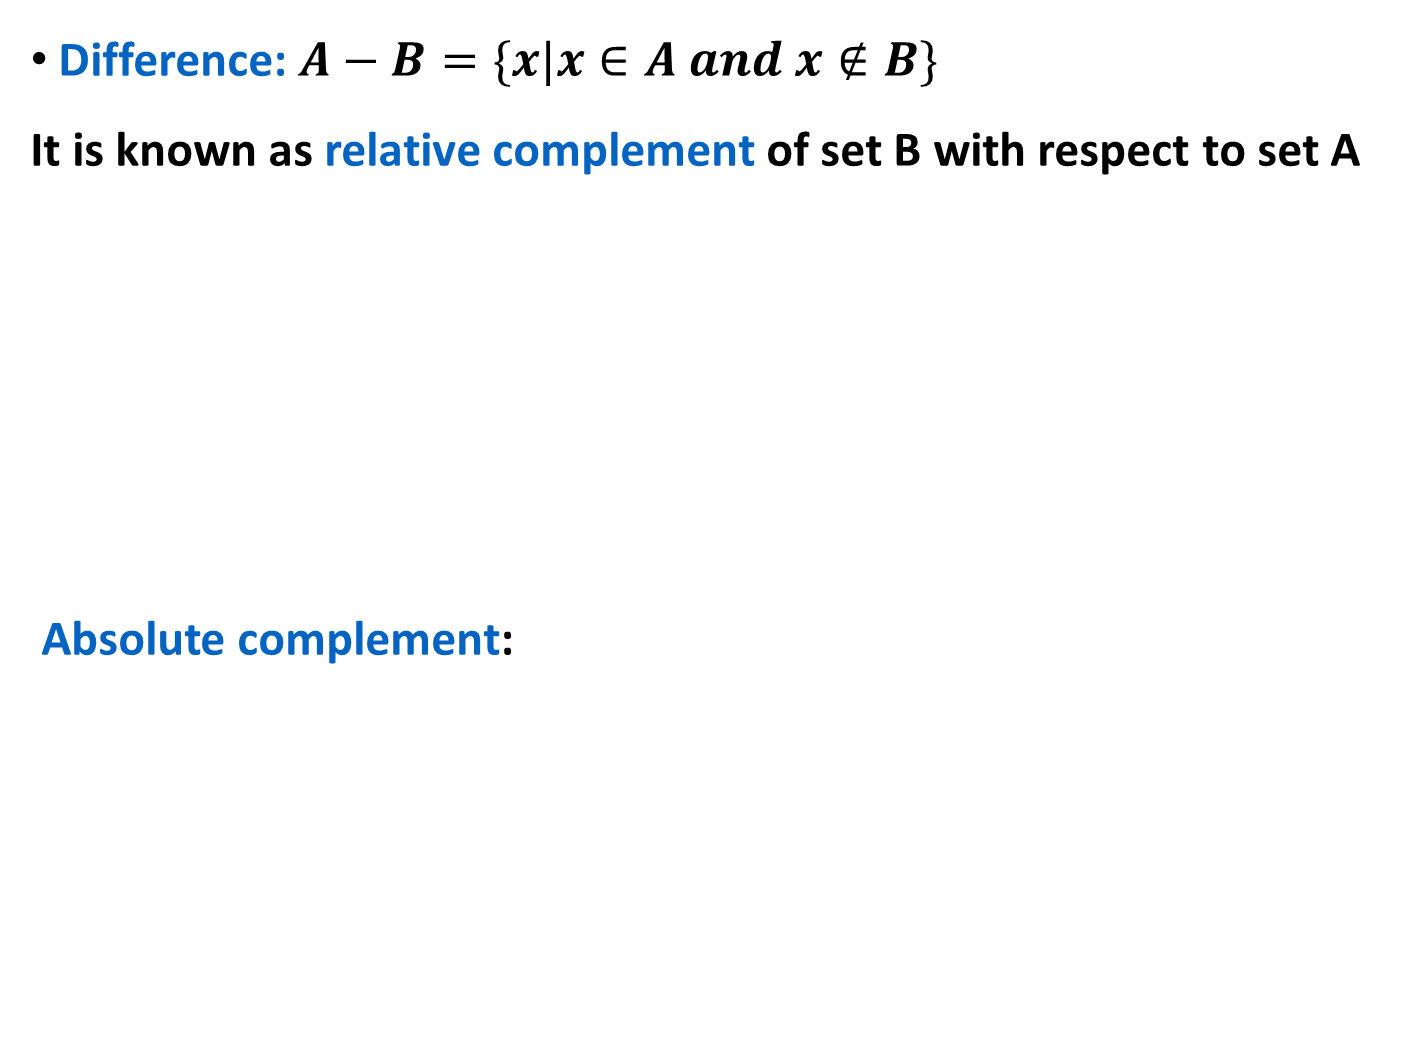 • Difference: A − B = {x|x ∈ A and x ∉ B}
It is known as relative complement of set B with respect to set A
Absolute complement: